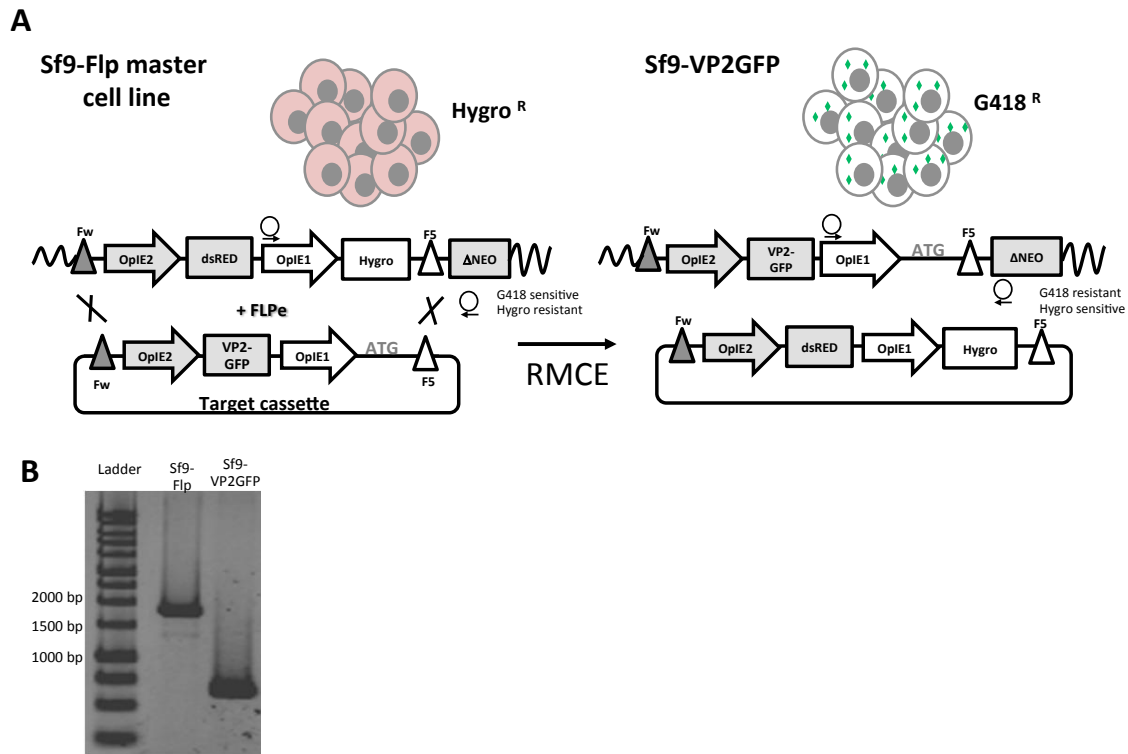 A
Sf9-Flp master
cell line
Hygro R
Sf9-VP2GFP
G418 R
Fw
OpIE2
dsRED
OpIE1
Hygro
F5
ΔNEO
G418 sensitive
Hygro resistant
+ FLPe
Fw
OpIE2
VP2-
GFP
OpIE1
ATG
F5
Target cassette
RMCE
Fw
OpIE2
VP2-
GFP
OpIE1
ATG
F5
ΔNEO
G418 resistant
Hygro sensitive
Fw
OpIE2
dsRED
OpIE1
Hygro
F5
B
Ladder
Sf9-
Flp
Sf9-
VP2GFP
2000 bp
1500 bp
1000 bp